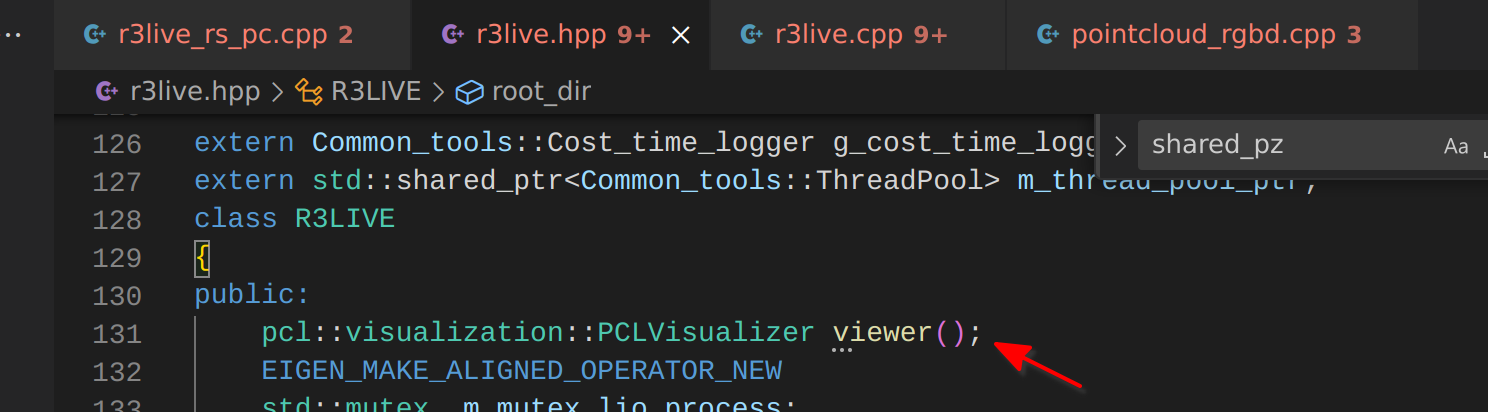 r3live_rs_pc.cpp 2 r3live.hpp 9+ r3live.cpp 9+ pointcloud_rgbd.cpp 3
r3live.hpp > R3LIVE > root_dir
126 extern Common_tools::Cost_time_logger g_cost_time_logg
shared_pz Aa
127 extern std::shared_ptr<Common_tools::ThreadPool> m_thread_pool_ptr;
128 class R3LIVE
129 {
130 public:
131 pcl::visualization::PCLVisualizer viewer();
132 EIGEN_MAKE_ALIGNED_OPERATOR_NEW
133 std::mutex m_mutex_lio_process;